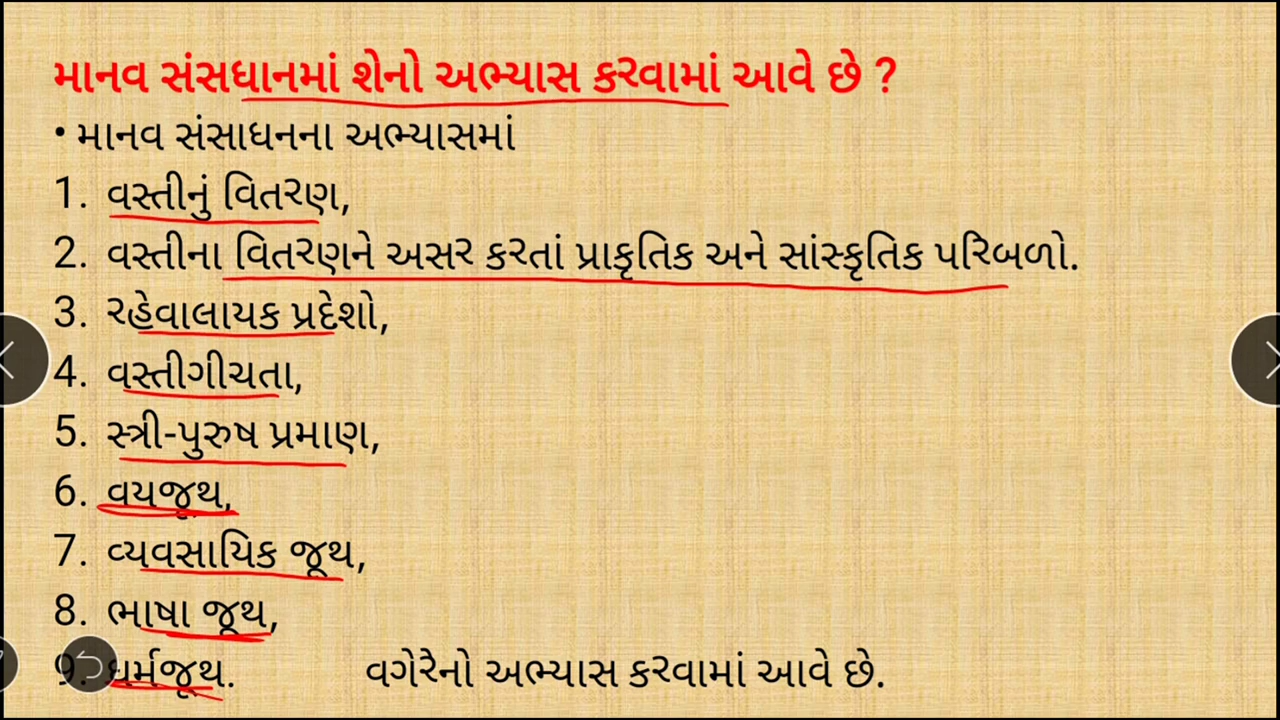 માનવ સંસધાનમાં શેનો અભ્યાસ કરવામાં આવે છે ?
• માનવ સંસાધનના અભ્યાસમાં
1. વસ્તીનું વિતરણ,
2. વસ્તીના વિતરણને અસર કરતાં પ્રાકૃતિક અને સાંસ્કૃતિક પરિબળો.
3. રહેવાલાયક પ્રદેશો,
4. વસ્તીગીચતા,
5. સ્ત્રી-પુરુષ પ્રમાણ,
6. વયજૂથ,
7. વ્યવસાયિક જૂથ,
8. ભાષા જૂથ,
9. ધર્મજૂથ. વગેરેનો અભ્યાસ કરવામાં આવે છે.